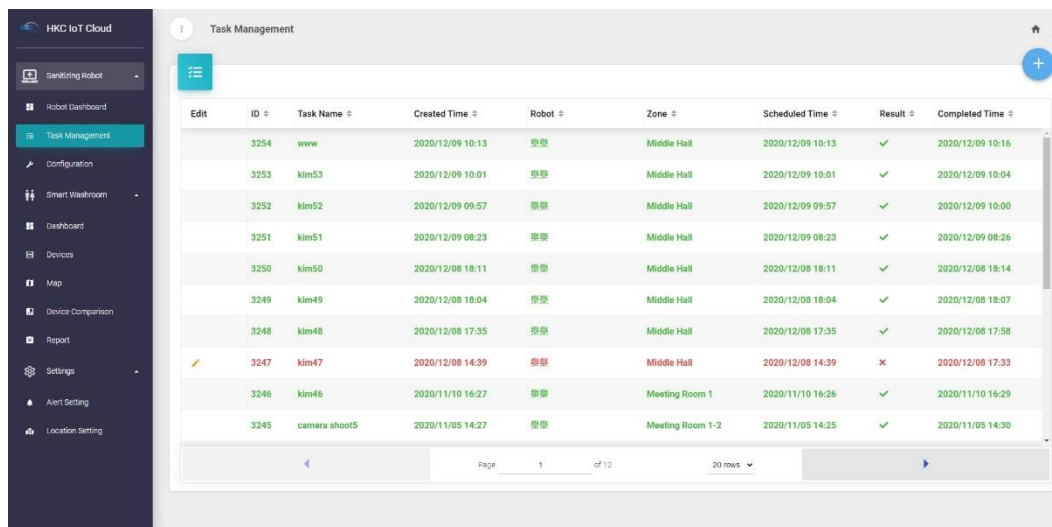 HKC IoT Cloud
Task Management
Sanitizing Robot
Robot Dashboard
Task Management
Configuration
Smart Washroom
Dashboard
Devices
Map
Device Comparison
Report
Settings
Alert Setting
Location Setting
Edit ID Task Name Created Time Robot Zone Scheduled Time Result Completed Time
3254 www 2020/12/09 10:13 Middle Hall 2020/12/09 10:13 2020/12/09 10:16
3253 kim53 2020/12/09 10:01 Middle Hall 2020/12/09 10:01 2020/12/09 10:04
3252 kim52 2020/12/09 09:57 Middle Hall 2020/12/09 09:57 2020/12/09 10:00
3251 kim51 2020/12/09 08:23 Middle Hall 2020/12/09 08:23 2020/12/09 08:26
3250 kim50 2020/12/08 18:11 Middle Hall 2020/12/08 18:11 2020/12/08 18:14
3249 kim49 2020/12/08 18:04 Middle Hall 2020/12/08 18:04 2020/12/08 18:07
3248 kim48 2020/12/08 17:35 Middle Hall 2020/12/08 17:35 2020/12/08 17:58
3247 kim47 2020/12/08 14:39 Middle Hall 2020/12/08 14:39 2020/12/08 17:33
3246 kim46 2020/11/10 16:27 Meeting Room 1 2020/11/10 16:26 2020/11/10 16:29
3245 camera shoot5 2020/11/05 14:27 Meeting Room 1-2 2020/11/05 14:25 2020/11/05 14:30
Page 1 of 12 20 rows